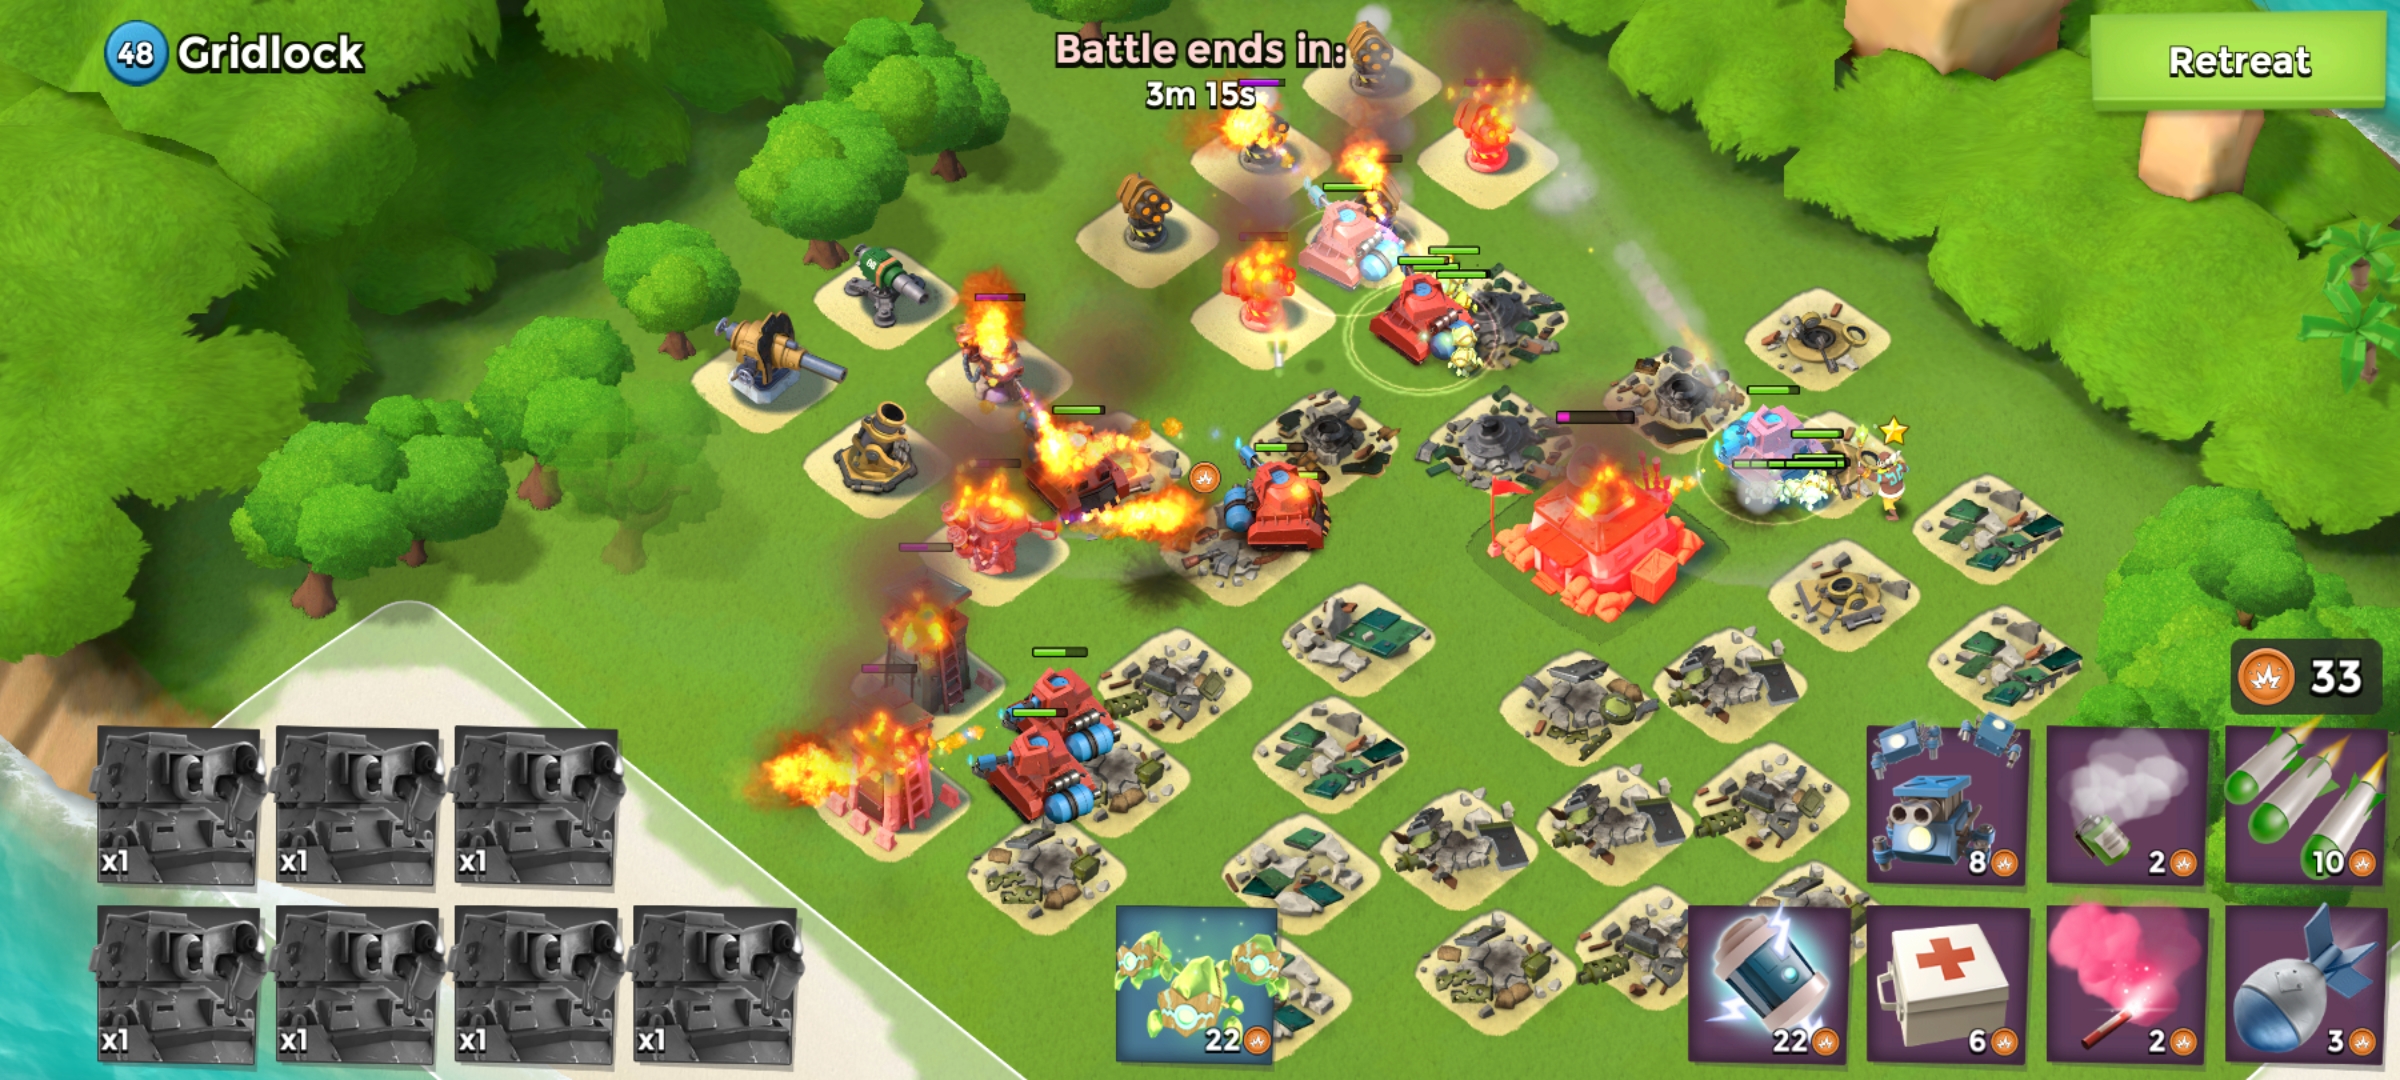 48 Gridlock
Battle ends in:
3m 15s
Retreat
33
x1
x1
x1
8
2
10
x1
x1
x1
x1
22
22
6
2
3